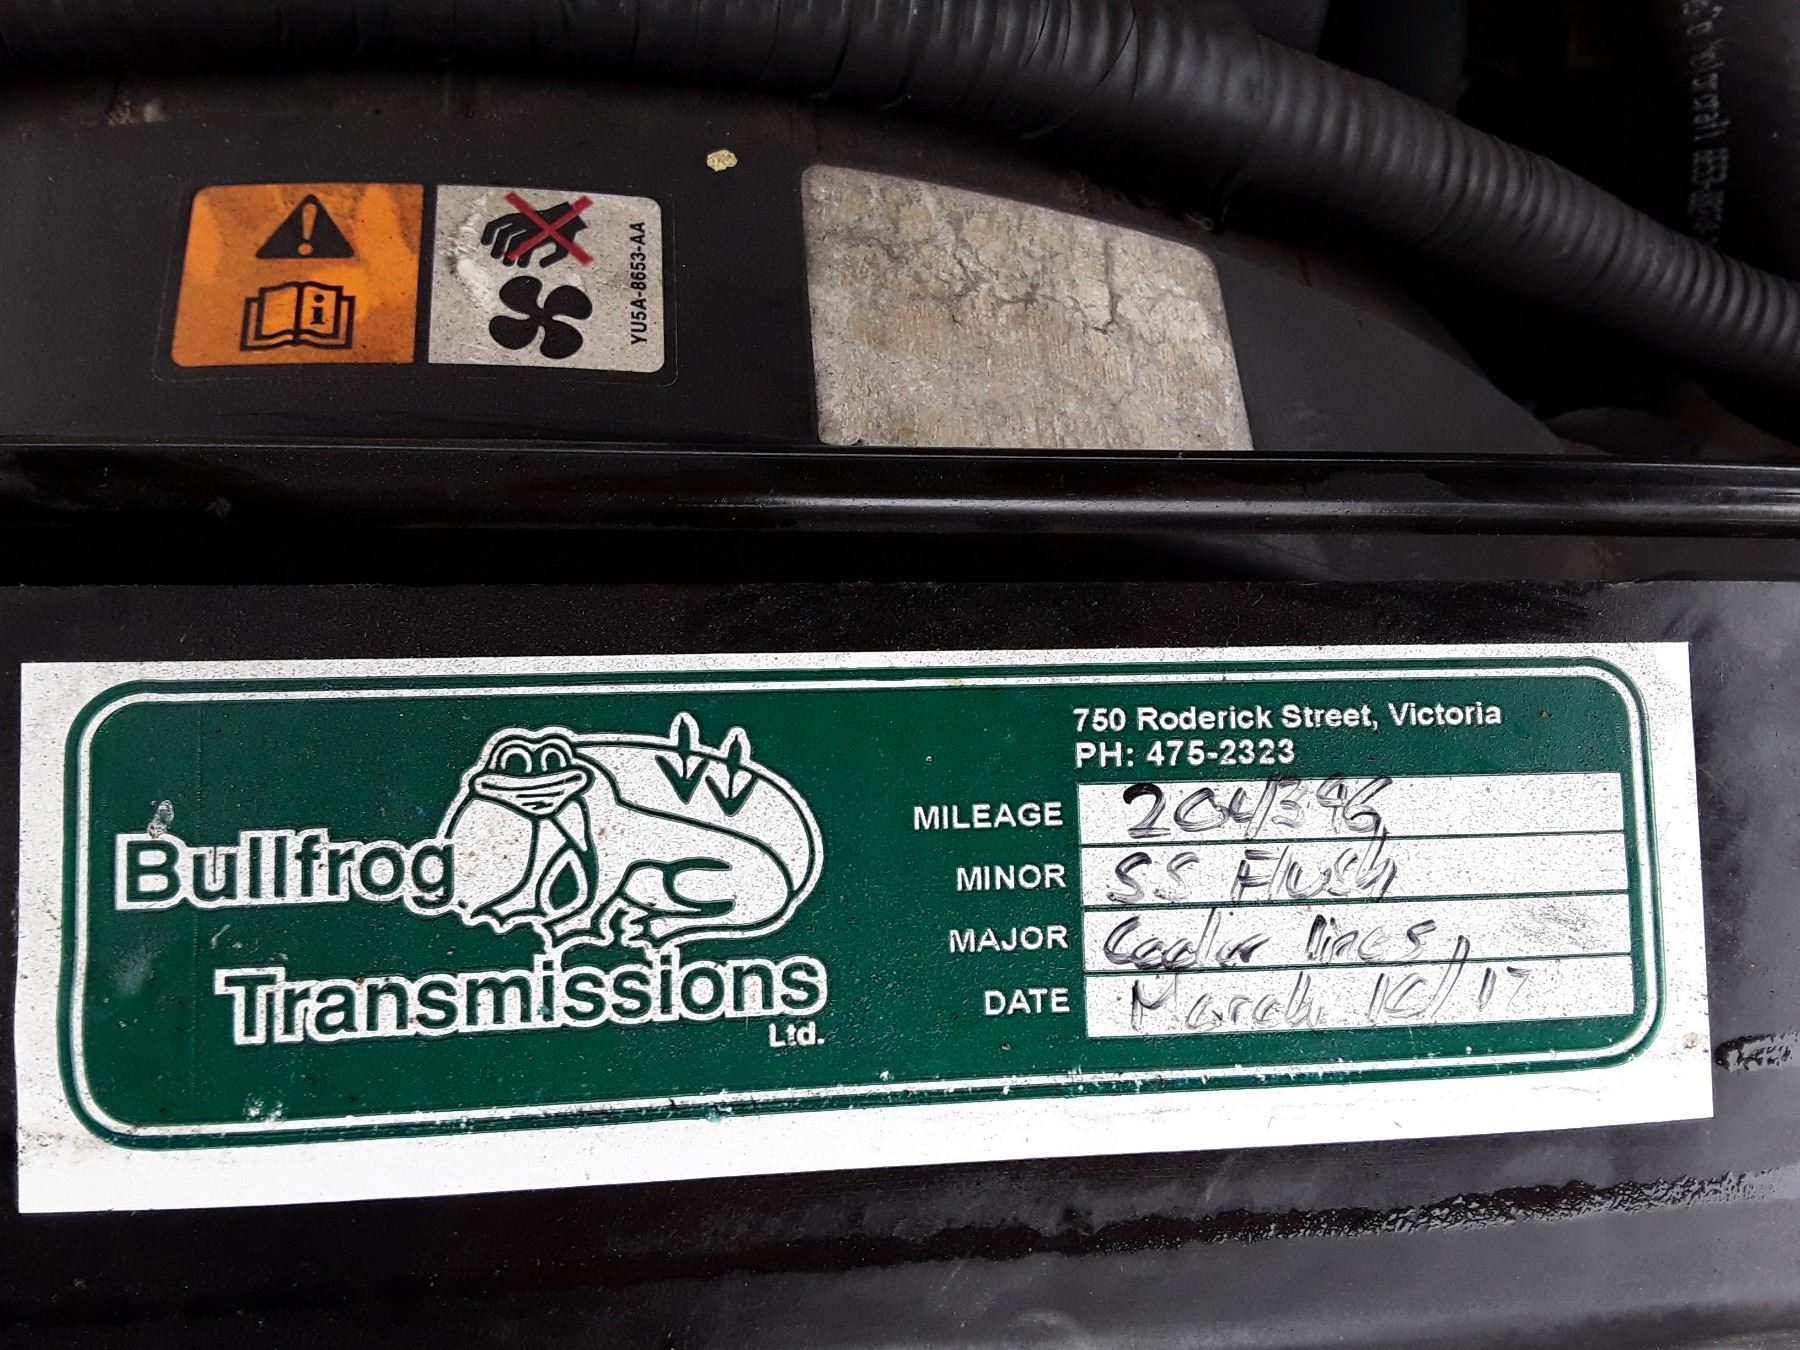 YU5A-8653-AA
750 Roderick Street, Victoria
PH: 475-2323
Bullfrog
Transmissions
Ltd.
MILEAGE 204396
MINOR SS Flush
MAJOR Cooler lines
DATE March 10/17